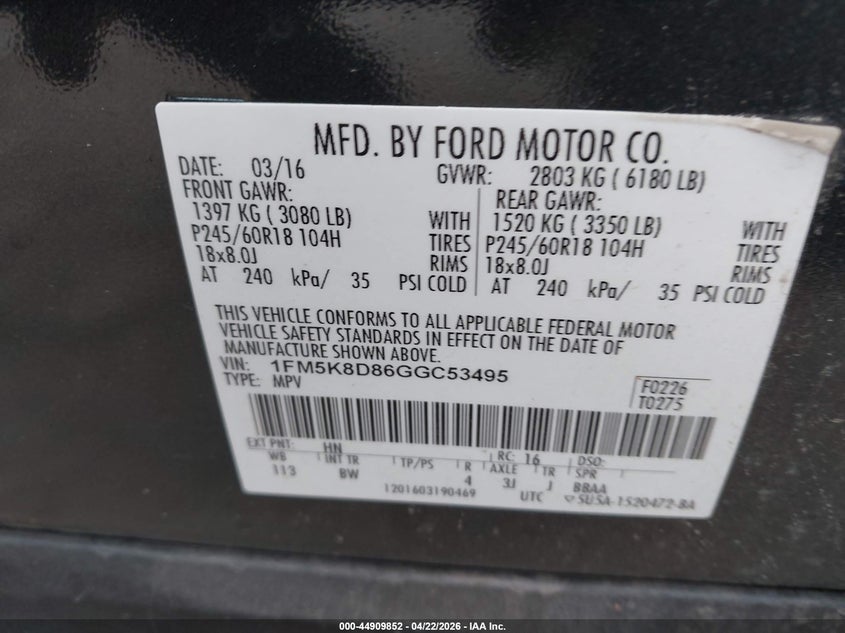 MFD. BY FORD MOTOR CO.
DATE: 03/16 GVWR: 2803 KG ( 6180 LB)
FRONT GAWR: REAR GAWR:
1397 KG ( 3080 LB) WITH 1520 KG ( 3350 LB) WITH
P245/60R18 104H TIRES P245/60R18 104H TIRES
18x8.0J RIMS 18x8.0J RIMS
AT 240 kPa/ 35 PSI COLD AT 240 kPa/ 35 PSI COLD
THIS VEHICLE CONFORMS TO ALL APPLICABLE FEDERAL MOTOR
VEHICLE SAFETY STANDARDS IN EFFECT ON THE DATE OF
MANUFACTURE SHOWN ABOVE.
VIN: 1FM5K8D86GGC53495
TYPE: MPV
F0226
T0275
EXT PNT: HN RC: 16 DSO:
WB INT TR TP/PS R AXLE TR SPR
113 BW 4 3J J BBAA
1201603190469 UTC 5U5A-1520472-BA
000-44909852 - 04/22/2026 - IAA Inc.